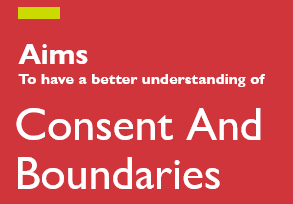 Aims
To have a better understanding of
Consent And
Boundaries